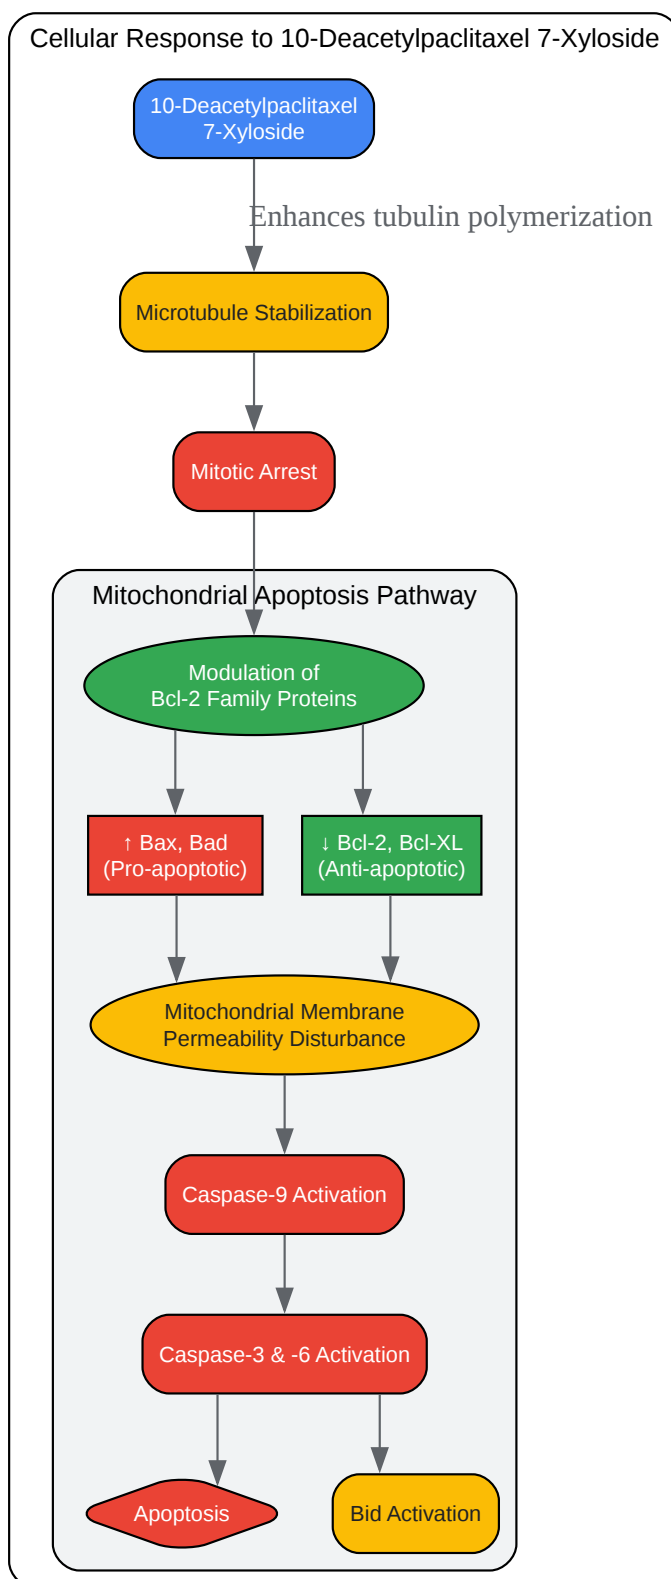 Cellular Response to 10-Deacetylpaclitaxel 7-Xyloside
10-Deacetylpaclitaxel
7-Xyloside
Enhances tubulin polymerization
Microtubule Stabilization
Mitotic Arrest
Mitochondrial Apoptosis Pathway
Modulation of
Bcl-2 Family Proteins
↑ Bax, Bad
(Pro-apoptotic)
↓ Bcl-2, Bcl-XL
(Anti-apoptotic)
Mitochondrial Membrane
Permeability Disturbance
Caspase-9 Activation
Caspase-3 & -6 Activation
Apoptosis
Bid Activation